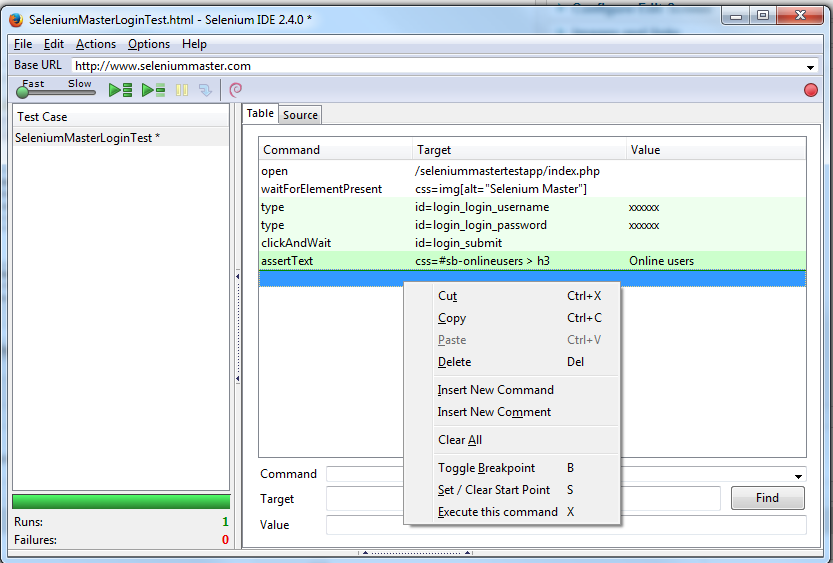 SeleniumMasterLoginTest.html - Selenium IDE 2.4.0 *
File Edit Actions Options Help
Base URL http://www.seleniummaster.com
Fast Slow
Table Source
Test Case
SeleniumMasterLoginTest *
Command Target Value
open /seleniummastertestapp/index.php
waitForElementPresent css=img[alt="Selenium Master"]
type id=login_login_username xxxxxx
type id=login_login_password xxxxxx
clickAndWait id=login_submit
assertText css=#sb-onlineusers > h3 Online users
Cut Ctrl+X
Copy Ctrl+C
Paste Ctrl+V
Delete Del
Insert New Command
Insert New Comment
Clear All
Toggle Breakpoint B
Set / Clear Start Point S
Execute this command X
Command
Target Find
Value
Runs: 1
Failures: 0